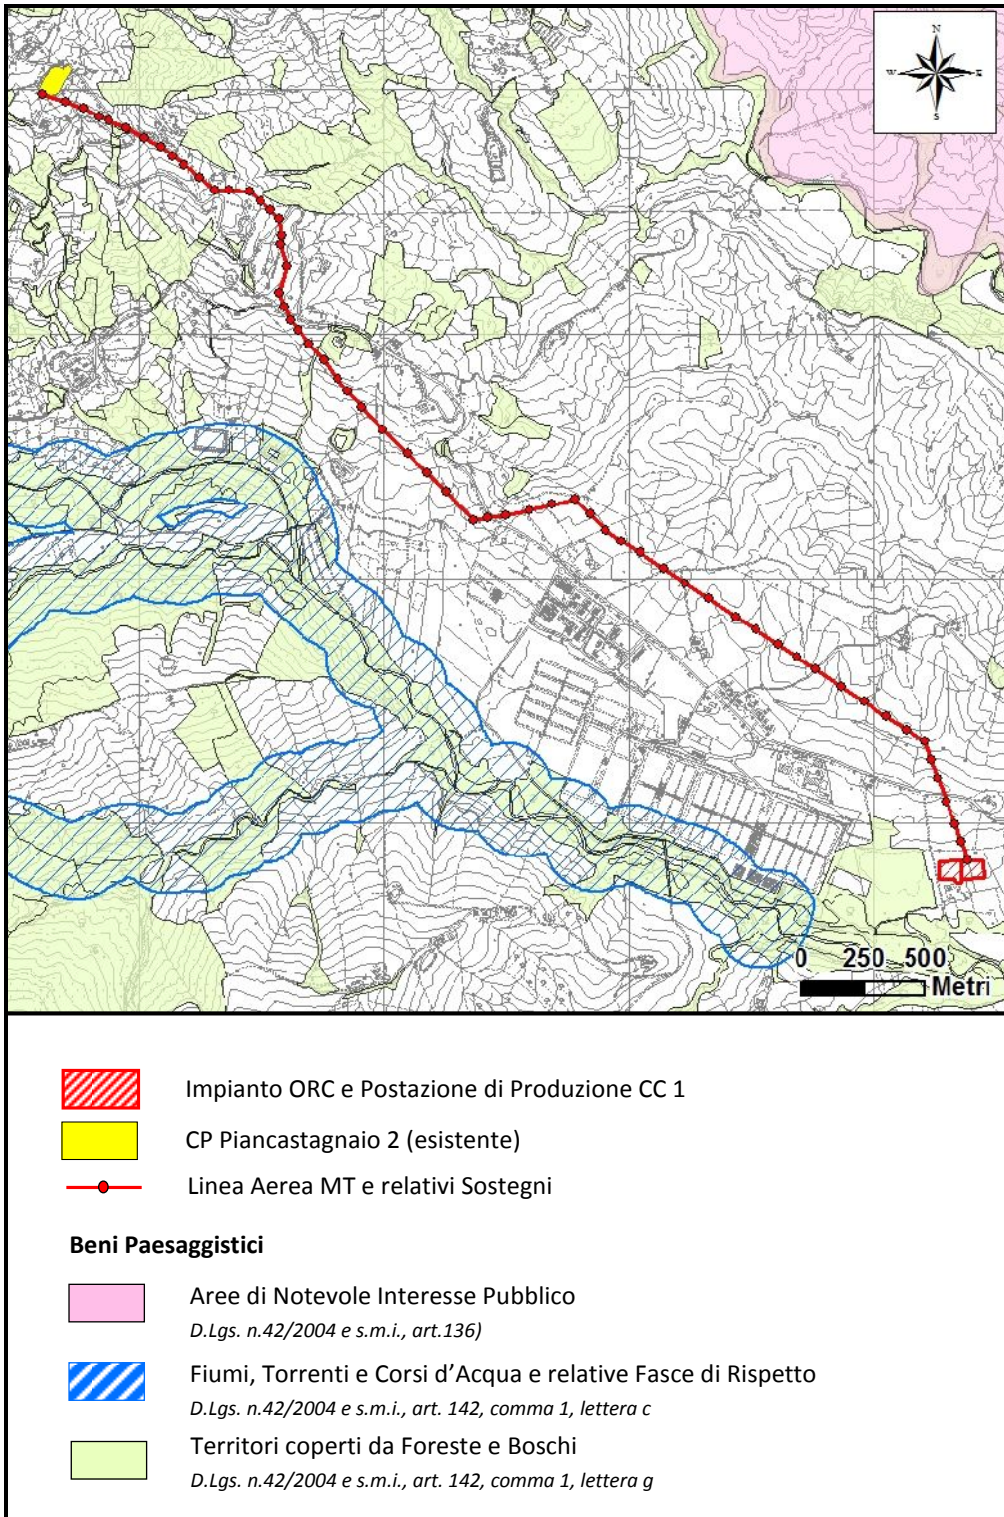 N
W E
S
0 250 500
Metri
Impianto ORC e Postazione di Produzione CC 1
CP Piancastagnaio 2 (esistente)
Linea Aerea MT e relativi Sostegni
Beni Paesaggistici
Aree di Notevole Interesse Pubblico
D.Lgs. n.42/2004 e s.m.i., art.136)
Fiumi, Torrenti e Corsi d’Acqua e relative Fasce di Rispetto
D.Lgs. n.42/2004 e s.m.i., art. 142, comma 1, lettera c
Territori coperti da Foreste e Boschi
D.Lgs. n.42/2004 e s.m.i., art. 142, comma 1, lettera g